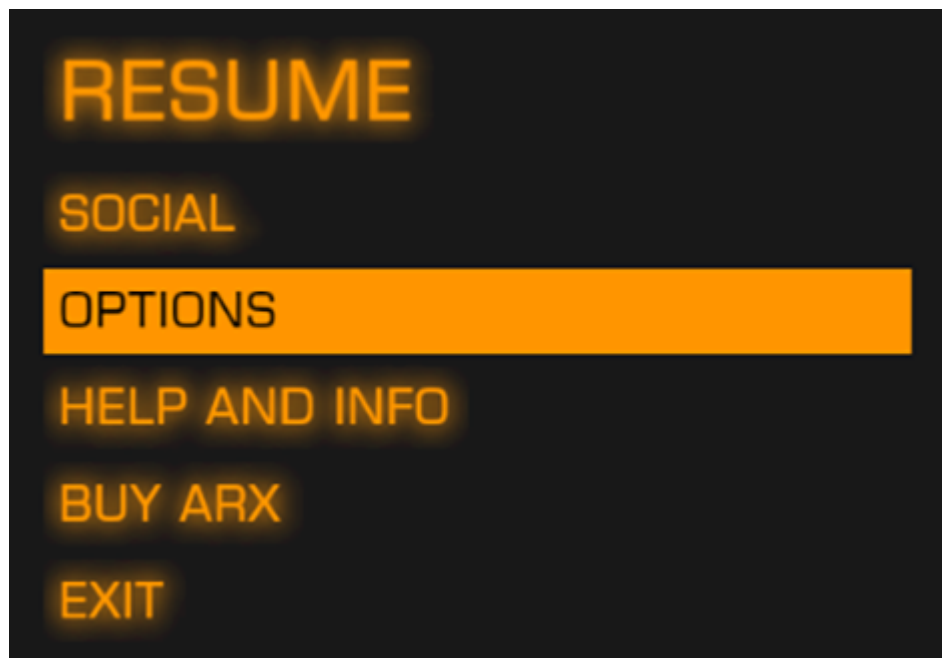 RESUME
SOCIAL
OPTIONS
HELP AND INFO
BUY ARX
EXIT